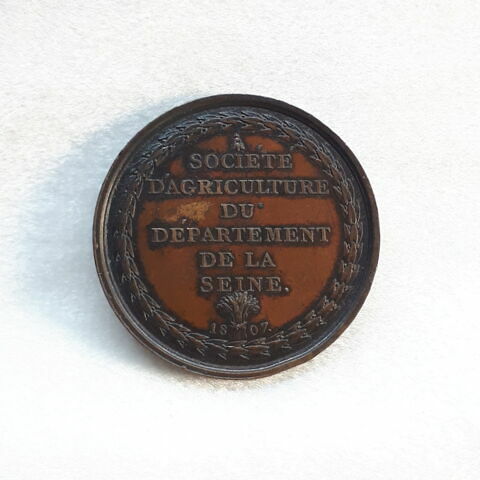 SOCIÉTÉ
D'AGRICULTURE
DU
DÉPARTEMENT
DE LA
SEINE.
1807.